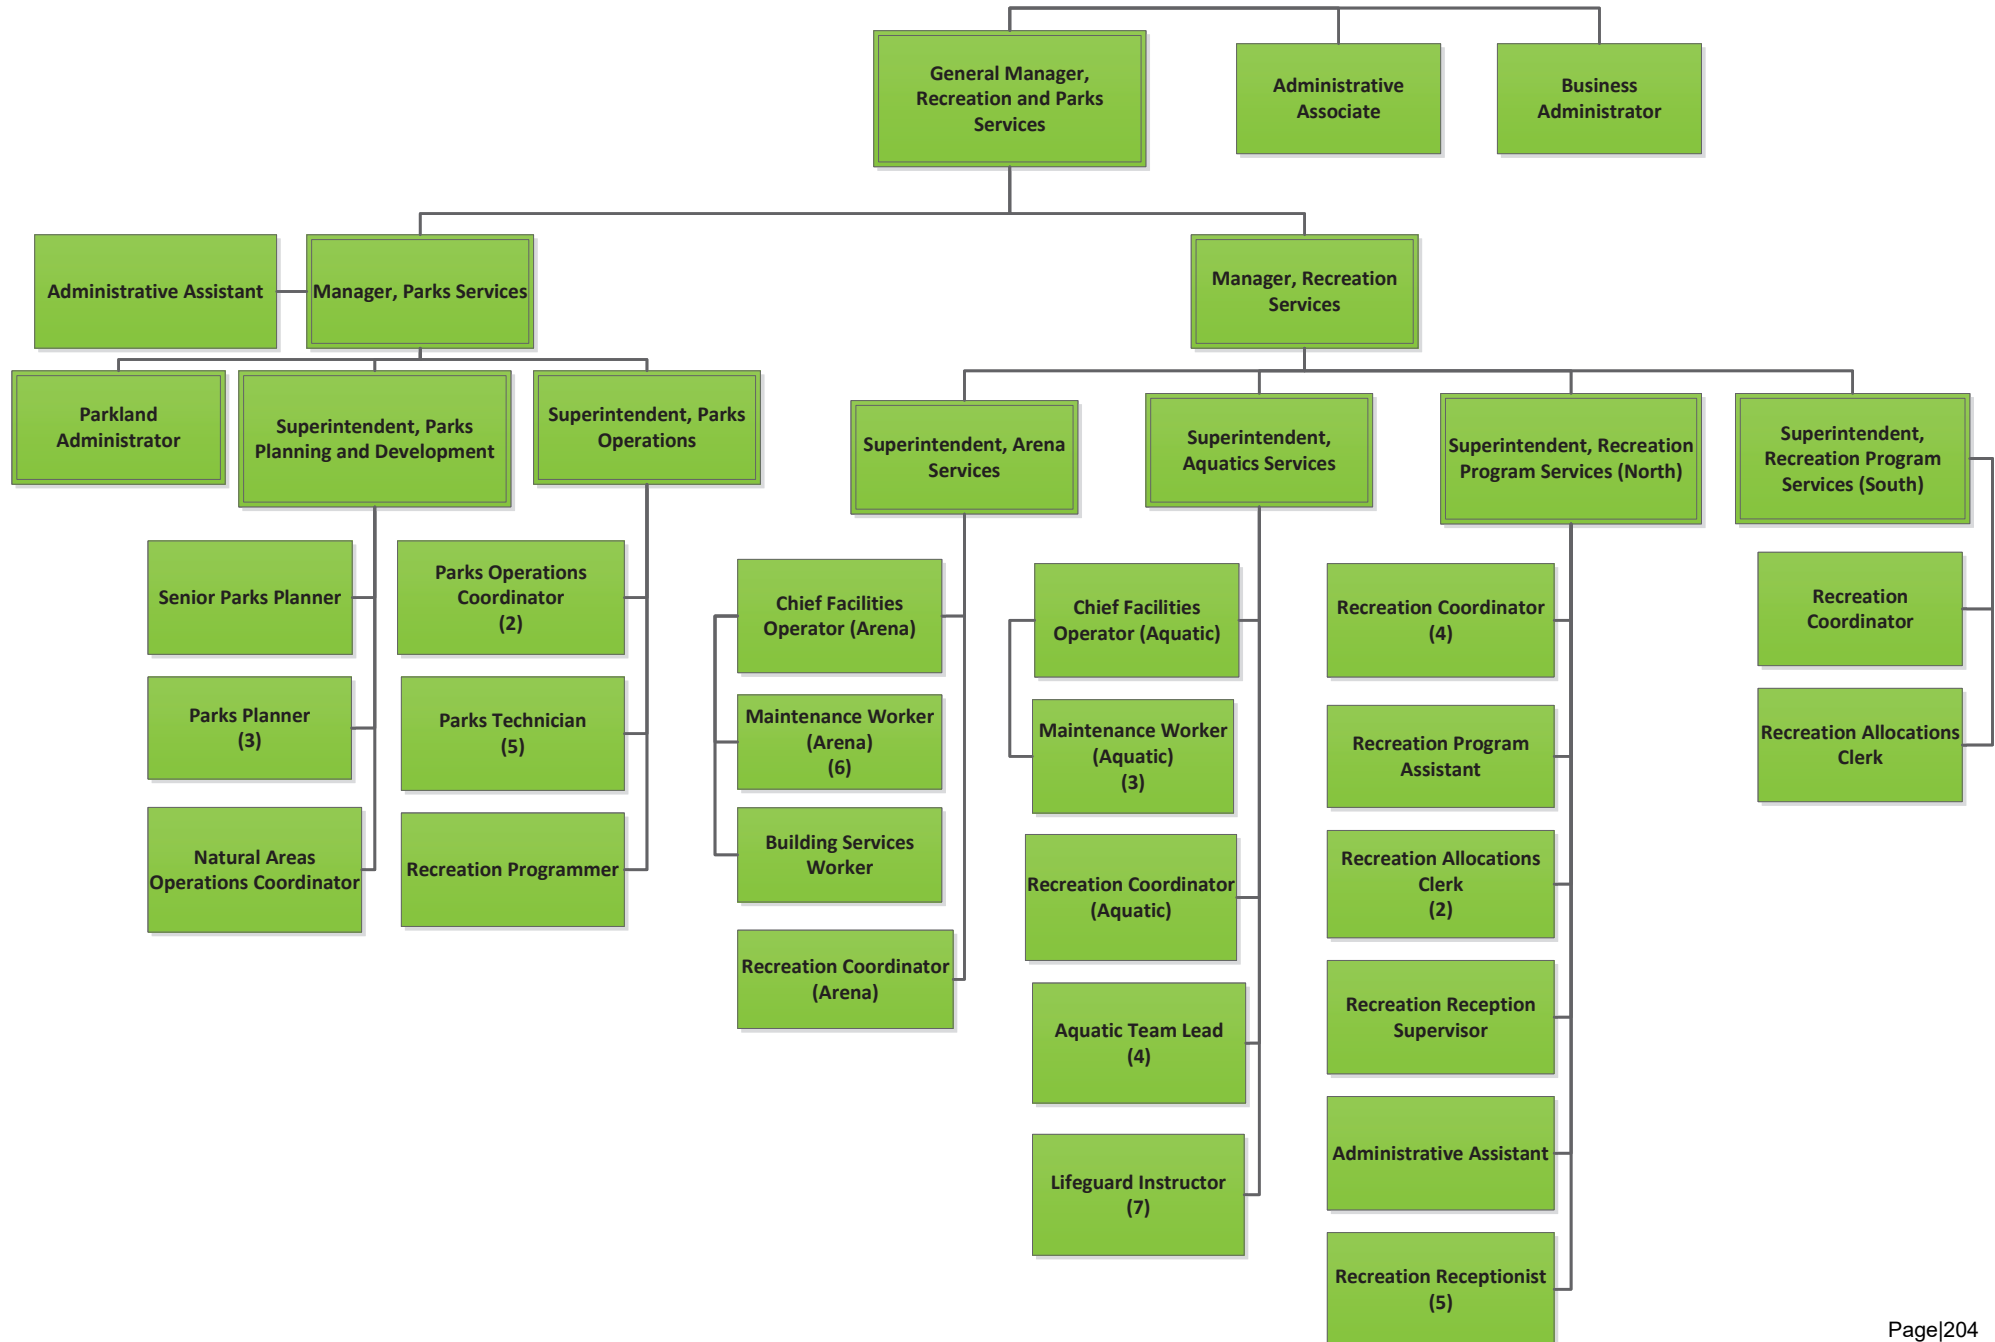 General Manager,
Recreation and Parks
Services
Administrative
Associate
Business
Administrator
Administrative Assistant
Manager, Parks Services
Manager, Recreation
Services
Parkland
Administrator
Superintendent, Parks
Planning and Development
Superintendent, Parks
Operations
Superintendent, Arena
Services
Superintendent,
Aquatics Services
Superintendent, Recreation
Program Services (North)
Superintendent,
Recreation Program
Services (South)
Senior Parks Planner
Parks Planner
(3)
Natural Areas
Operations Coordinator
Parks Operations
Coordinator
(2)
Parks Technician
(5)
Recreation Programmer
Chief Facilities
Operator (Arena)
Maintenance Worker
(Arena)
(6)
Building Services
Worker
Recreation Coordinator
(Arena)
Chief Facilities
Operator (Aquatic)
Maintenance Worker
(Aquatic)
(3)
Recreation Coordinator
(Aquatic)
Aquatic Team Lead
(4)
Lifeguard Instructor
(7)
Recreation Coordinator
(4)
Recreation Program
Assistant
Recreation Allocations
Clerk
(2)
Recreation Reception
Supervisor
Administrative Assistant
Recreation Receptionist
(5)
Recreation
Coordinator
Recreation Allocations
Clerk
Page|204